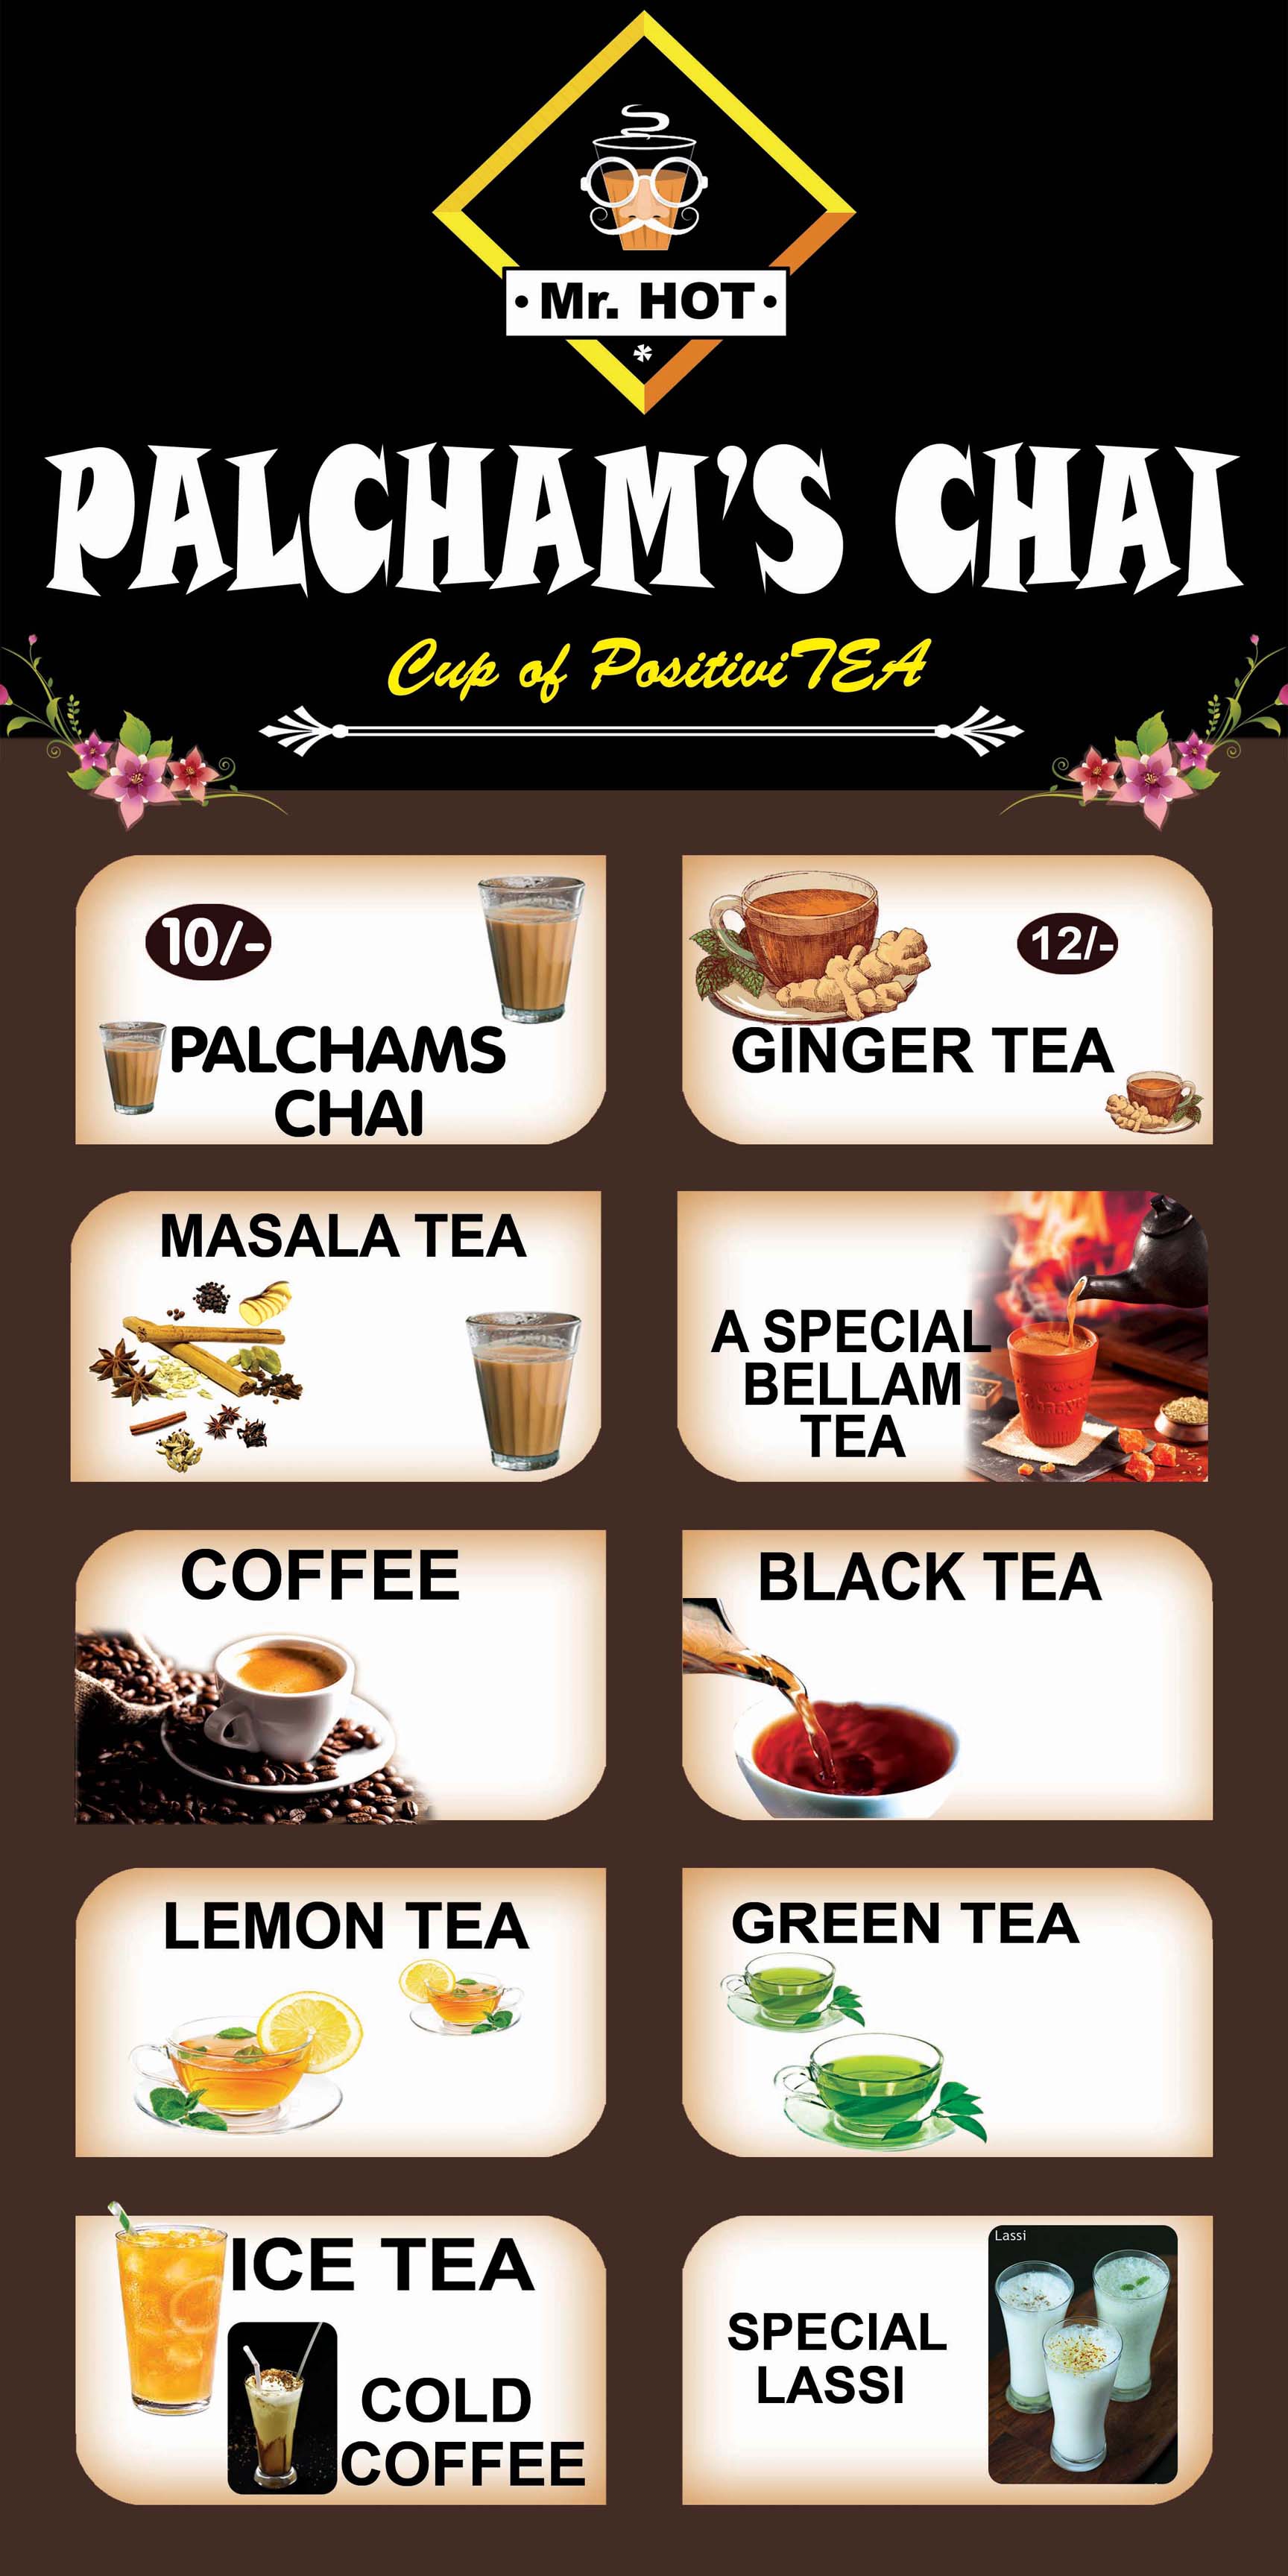 • Mr. HOT •
*
PALCHAM'S CHAI
Cup of PositiviTEA
10/-
PALCHAMS
CHAI
12/-
GINGER TEA
MASALA TEA
A SPECIAL
BELLAM
TEA
COFFEE
BLACK TEA
LEMON TEA
GREEN TEA
ICE TEA
COLD
COFFEE
Lassi
SPECIAL
LASSI